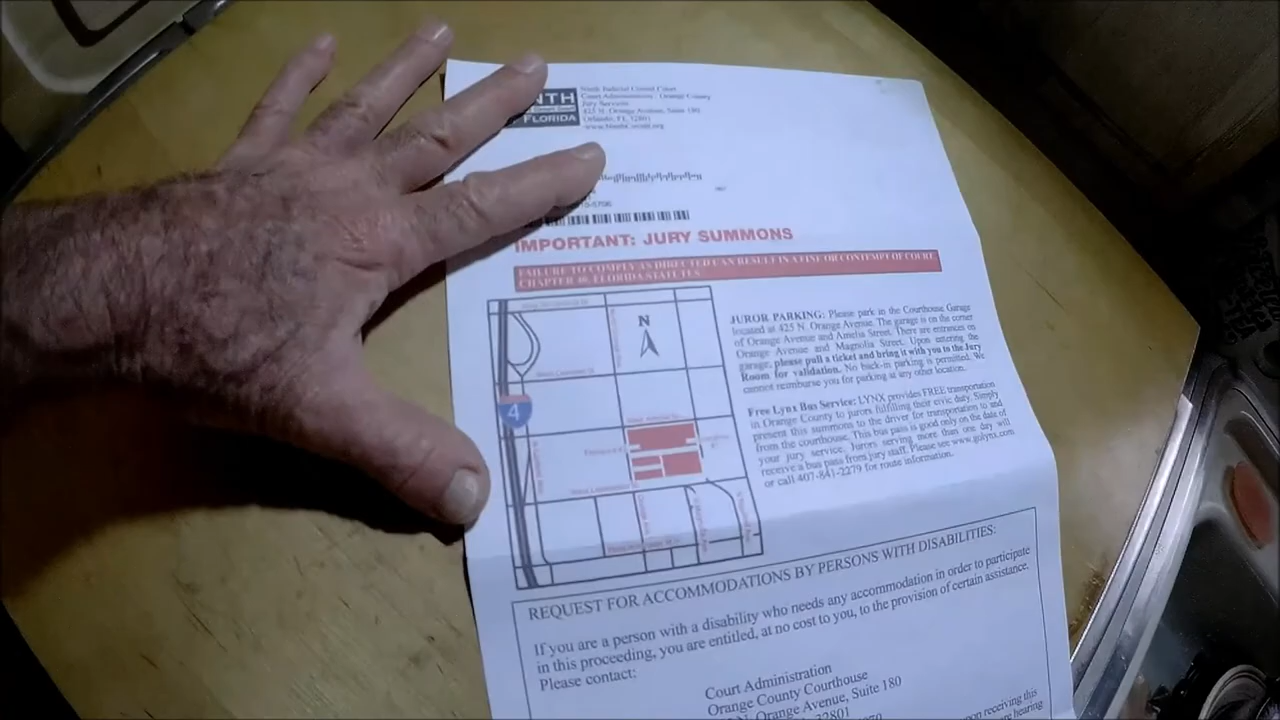 NTH
FLORIDA
Ninth Judicial Circuit Court
Court Administration - Orange County
Jury Services
425 N. Orange Avenue, Suite 180
Orlando, FL 32801
IMPORTANT: JURY SUMMONS
FAILURE TO COMPLY AS DIRECTED CAN RESULT IN A FINE OR CONTEMPT OF COURT
CHAPTER 40, FLORIDA STATUTES
N
4
JUROR PARKING: Please park in the Courthouse Garage
located at 425 N. Orange Avenue. The garage is on the corner
of Orange Avenue and Amelia Street. There are entrances on
Orange Avenue and Magnolia Street. Upon entering the
garage, please pull a ticket and bring it with you to the Jury
Room for validation. No back-in parking is permitted. We
cannot reimburse you for parking at any other location.
Free Lynx Bus Service: LYNX provides FREE transportation
in Orange County to jurors fulfilling their civic duty. Simply
present this summons to the driver for transportation to and
from the courthouse. This bus pass is good only on the date of
your jury service. Jurors serving more than one day will
receive a bus pass from jury staff. Please see www.golynx.com
or call 407-841-2279 for route information.
REQUEST FOR ACCOMMODATIONS BY PERSONS WITH DISABILITIES:
If you are a person with a disability who needs any accommodation in order to participate
in this proceeding, you are entitled, at no cost to you, to the provision of certain assistance.
Please contact:
Court Administration
Orange County Courthouse
N. Orange Avenue, Suite 180
32801
upon receiving this
hearing